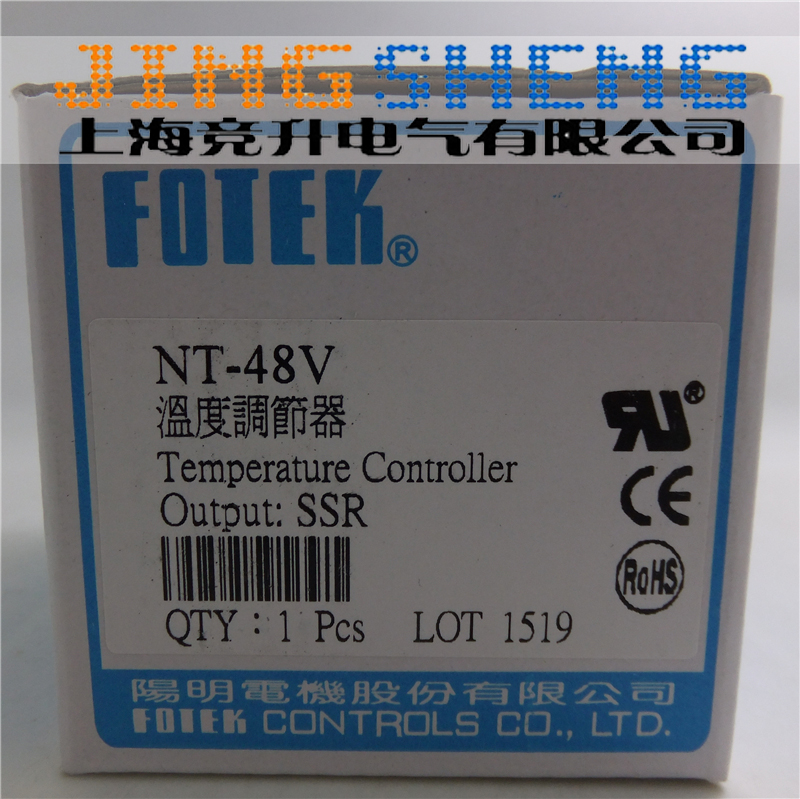 JINGSHENG
上海竞升电气有限公司
FOTEK®
NT-48V
溫度調節器
Temperature Controller
Output: SSR
QTY : 1 Pcs LOT 1519
RU®
CE
RoHS
陽明電機股份有限公司
FOTEK CONTROLS CO., LTD.